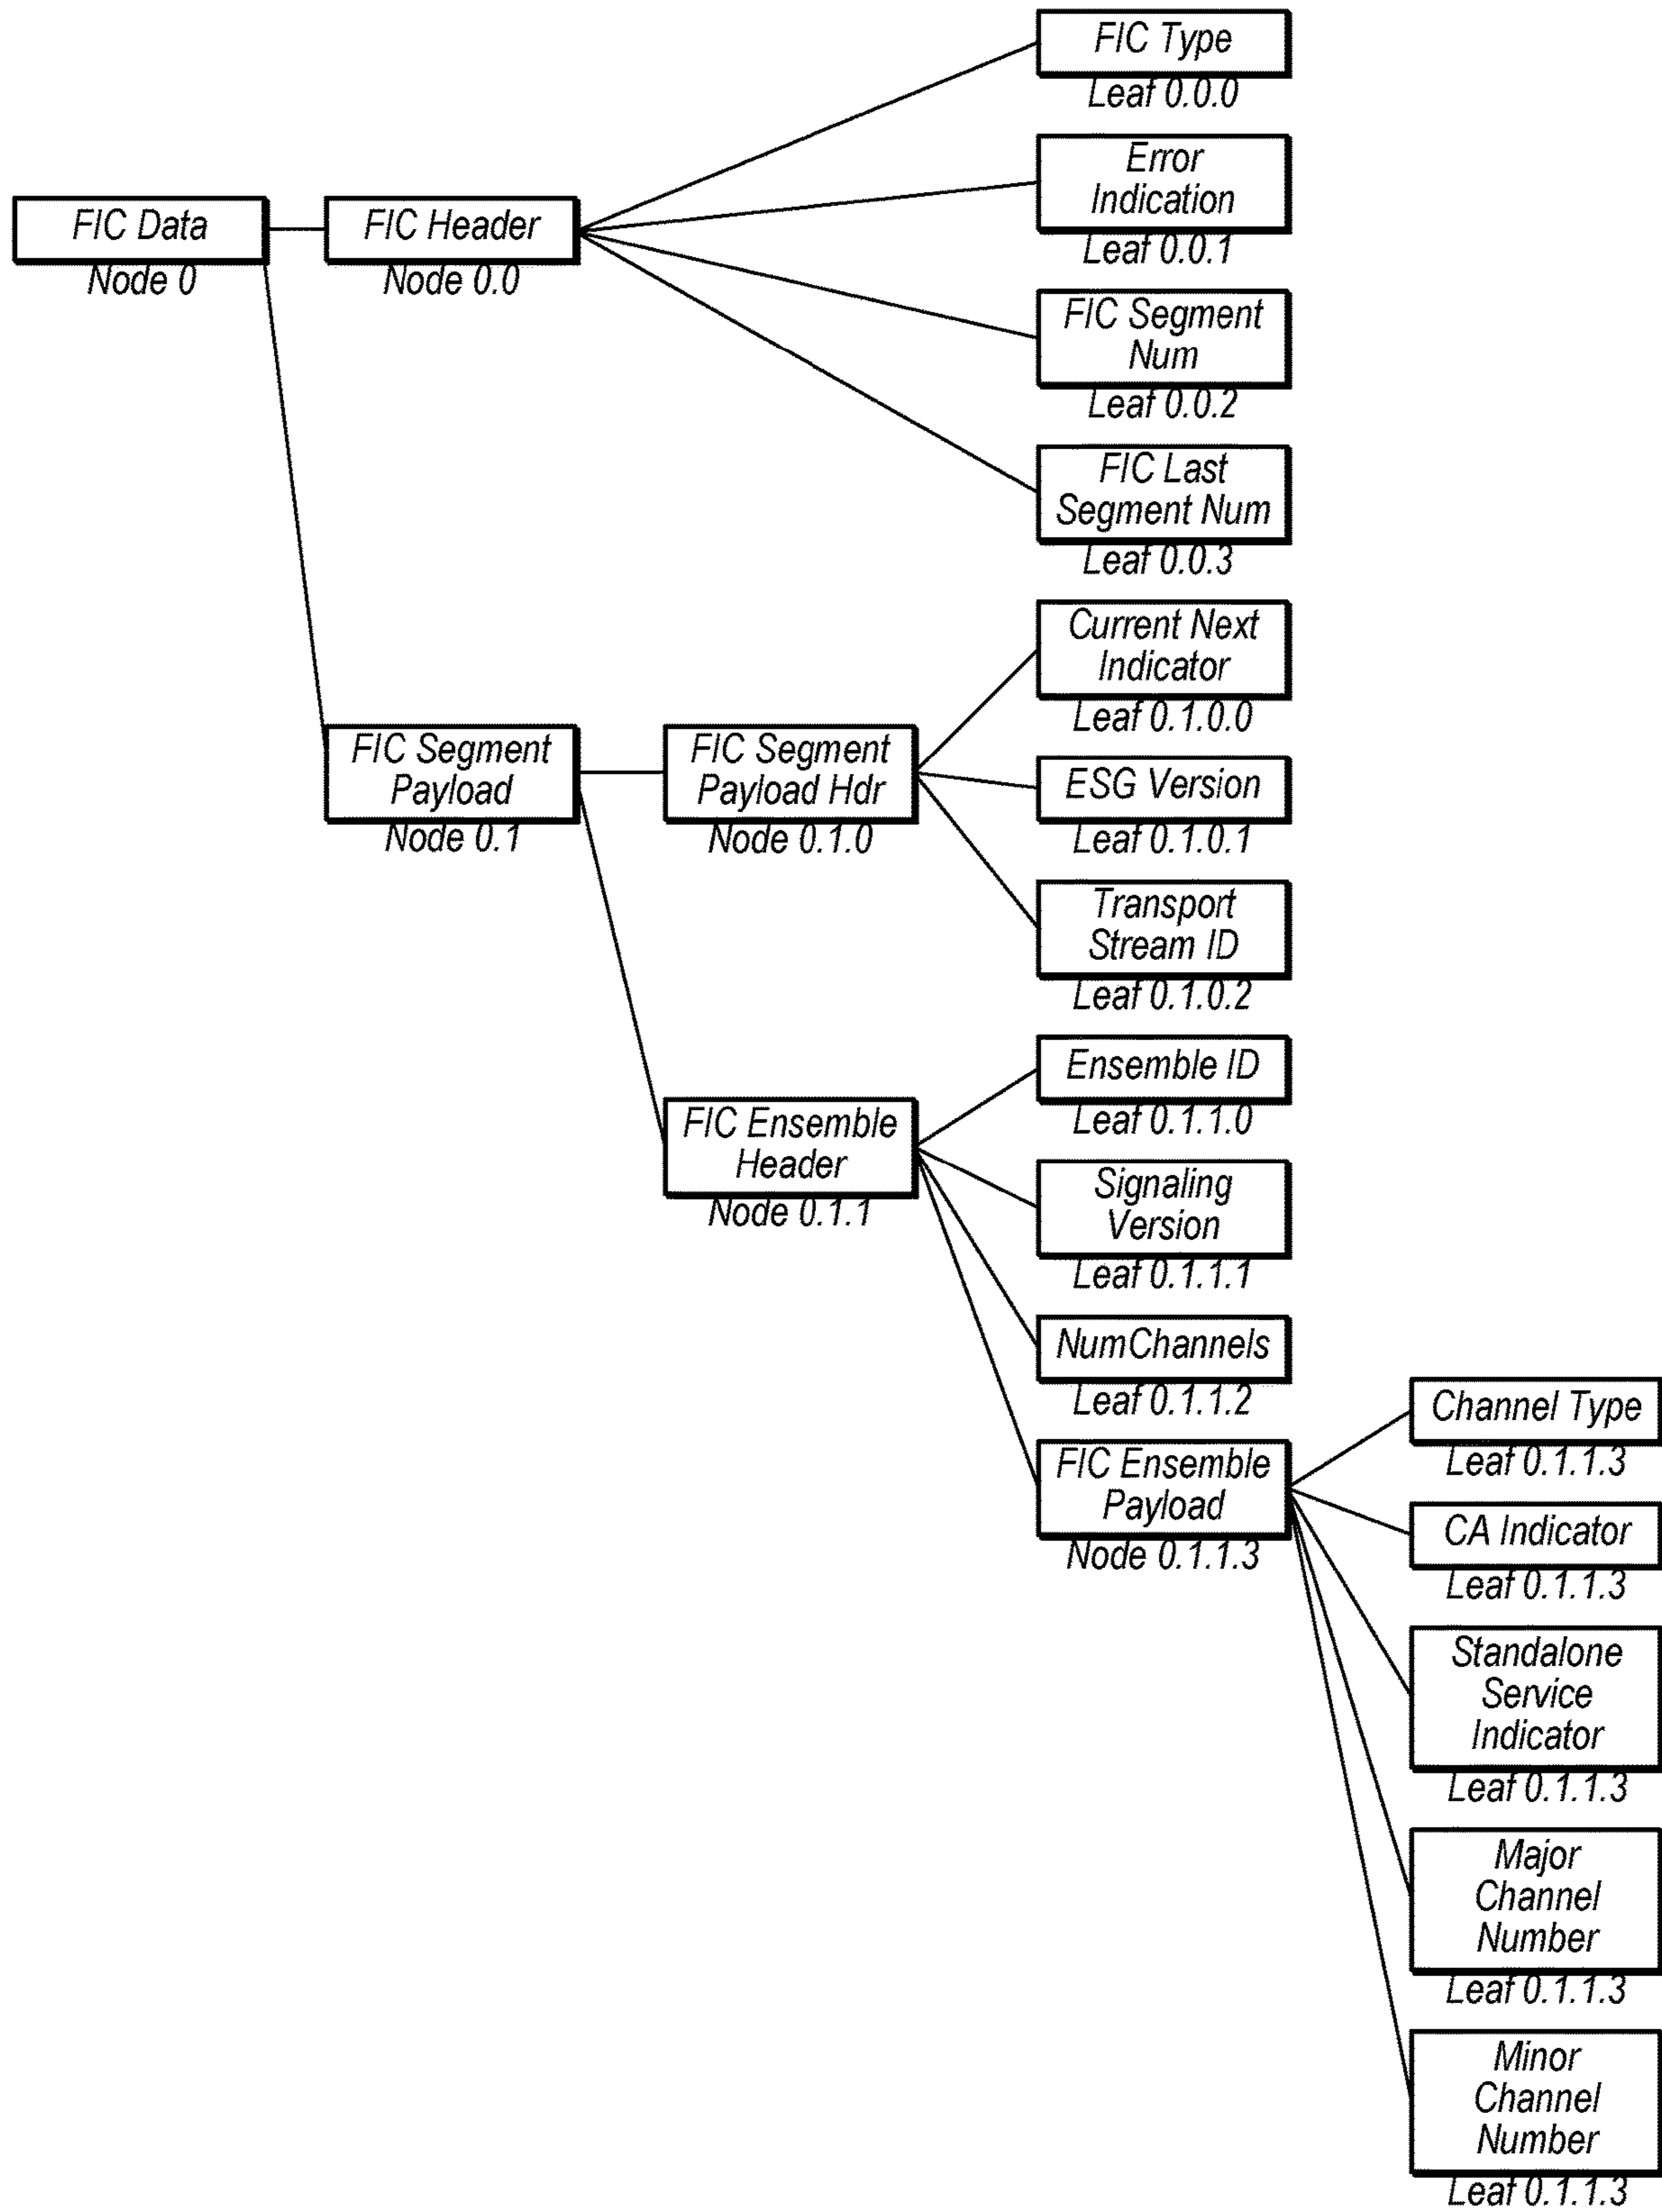 FIC Type
Leaf 0.0.0
Error
Indication
Leaf 0.0.1
FIC Data
Node 0
FIC Header
Node 0.0
FIC Segment
Num
Leaf 0.0.2
FIC Last
Segment Num
Leaf 0.0.3
Current Next
Indicator
Leaf 0.1.0.0
FIC Segment
Payload
Node 0.1
FIC Segment
Payload Hdr
Node 0.1.0
ESG Version
Leaf 0.1.0.1
Transport
Stream ID
Leaf 0.1.0.2
Ensemble ID
Leaf 0.1.1.0
FIC Ensemble
Header
Node 0.1.1
Signaling
Version
Leaf 0.1.1.1
NumChannels
Leaf 0.1.1.2
FIC Ensemble
Payload
Node 0.1.1.3
Channel Type
Leaf 0.1.1.3
CA Indicator
Leaf 0.1.1.3
Standalone
Service
Indicator
Leaf 0.1.1.3
Major
Channel
Number
Leaf 0.1.1.3
Minor
Channel
Number
Leaf 0.1.1.3